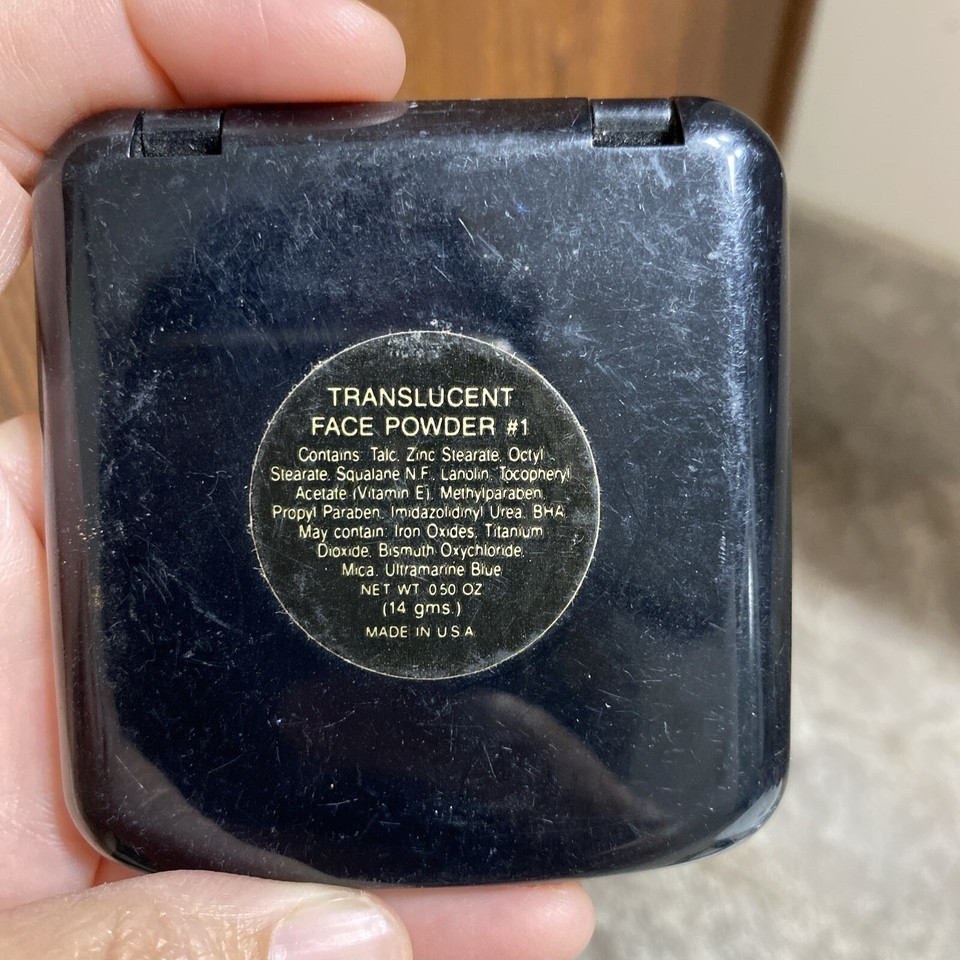 TRANSLUCENT
FACE POWDER #1
Contains: Talc, Zinc Stearate, Octyl
Stearate, Squalane N.F., Lanolin, Tocopheryl
Acetate (Vitamin E), Methylparaben,
Propyl Paraben, Imidazolidinyl Urea, BHA.
May contain: Iron Oxides, Titanium
Dioxide, Bismuth Oxychloride,
Mica, Ultramarine Blue.
NET WT. 0.50 OZ
(14 gms.)
MADE IN U.S.A.